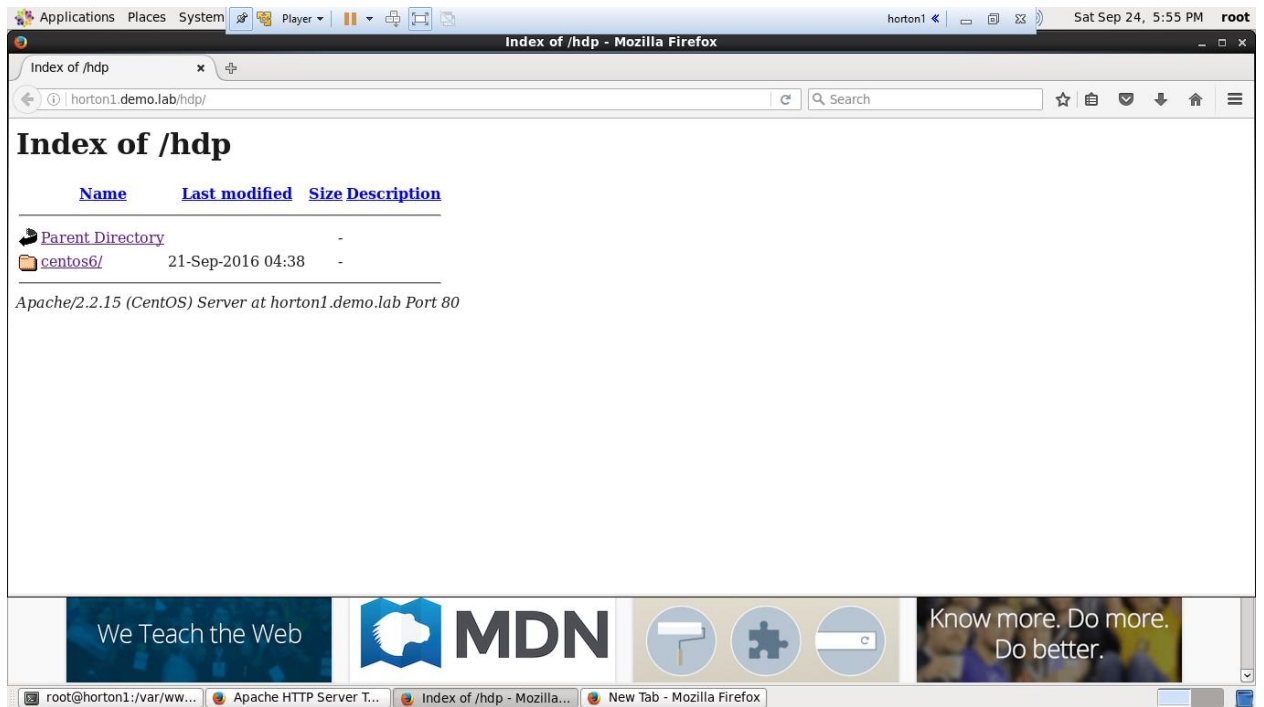 Applications Places System Player horton1 Sat Sep 24, 5:55 PM root
Index of /hdp - Mozilla Firefox
Index of /hdp
horton1.demo.lab/hdp/ Search
Index of /hdp
Name Last modified Size Description
Parent Directory -
centos6/ 21-Sep-2016 04:38 -
Apache/2.2.15 (CentOS) Server at horton1.demo.lab Port 80
We Teach the Web
MDN
Know more. Do more.
Do better.
root@horton1:/var/ww... Apache HTTP Server T... Index of /hdp - Mozilla... New Tab - Mozilla Firefox